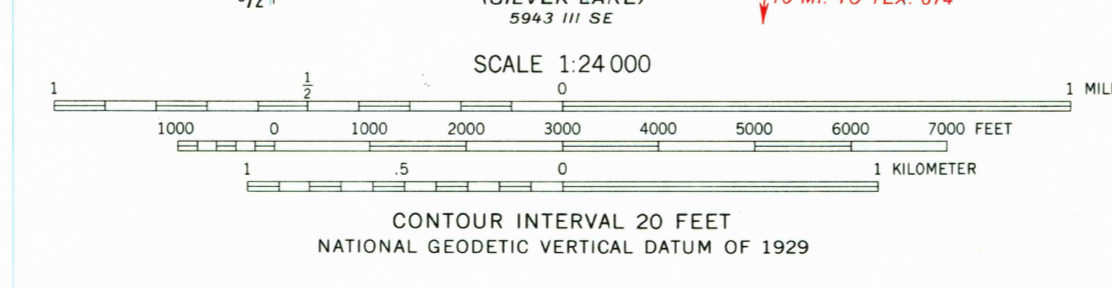 5943 III SE
SCALE 1:24 000
1 ½ 0 1
1000 0 1000 2000 3000 4000 5000 6000 7000 FEET
1 .5 0 1 KILOMETER
CONTOUR INTERVAL 20 FEET
NATIONAL GEODETIC VERTICAL DATUM OF 1929